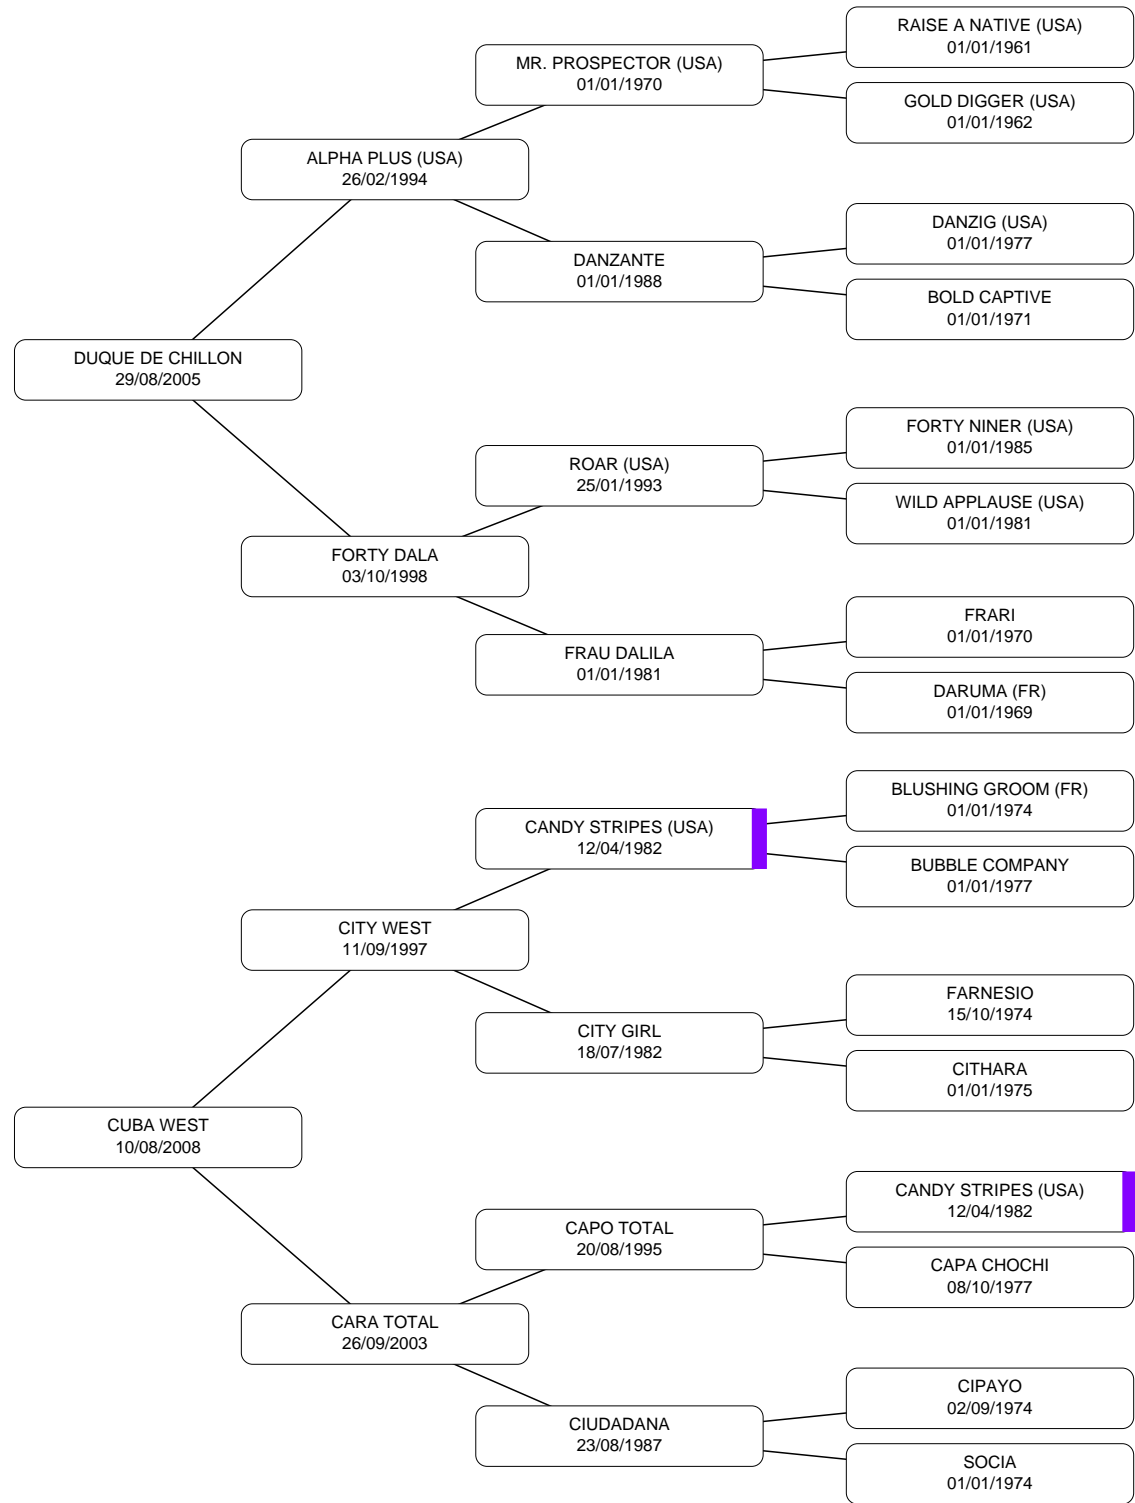 RAISE A NATIVE (USA)
01/01/1961
MR. PROSPECTOR (USA)
01/01/1970
GOLD DIGGER (USA)
01/01/1962
ALPHA PLUS (USA)
26/02/1994
DANZIG (USA)
01/01/1977
DANZANTE
01/01/1988
BOLD CAPTIVE
01/01/1971
DUQUE DE CHILLON
29/08/2005
FORTY NINER (USA)
01/01/1985
ROAR (USA)
25/01/1993
WILD APPLAUSE (USA)
01/01/1981
FORTY DALA
03/10/1998
FRARI
01/01/1970
FRAU DALILA
01/01/1981
DARUMA (FR)
01/01/1969
BLUSHING GROOM (FR)
01/01/1974
CANDY STRIPES (USA)
12/04/1982
BUBBLE COMPANY
01/01/1977
CITY WEST
11/09/1997
FARNESIO
15/10/1974
CITY GIRL
18/07/1982
CITHARA
01/01/1975
CUBA WEST
10/08/2008
CANDY STRIPES (USA)
12/04/1982
CAPO TOTAL
20/08/1995
CAPA CHOCHI
08/10/1977
CARA TOTAL
26/09/2003
CIPAYO
02/09/1974
CIUDADANA
23/08/1987
SOCIA
01/01/1974